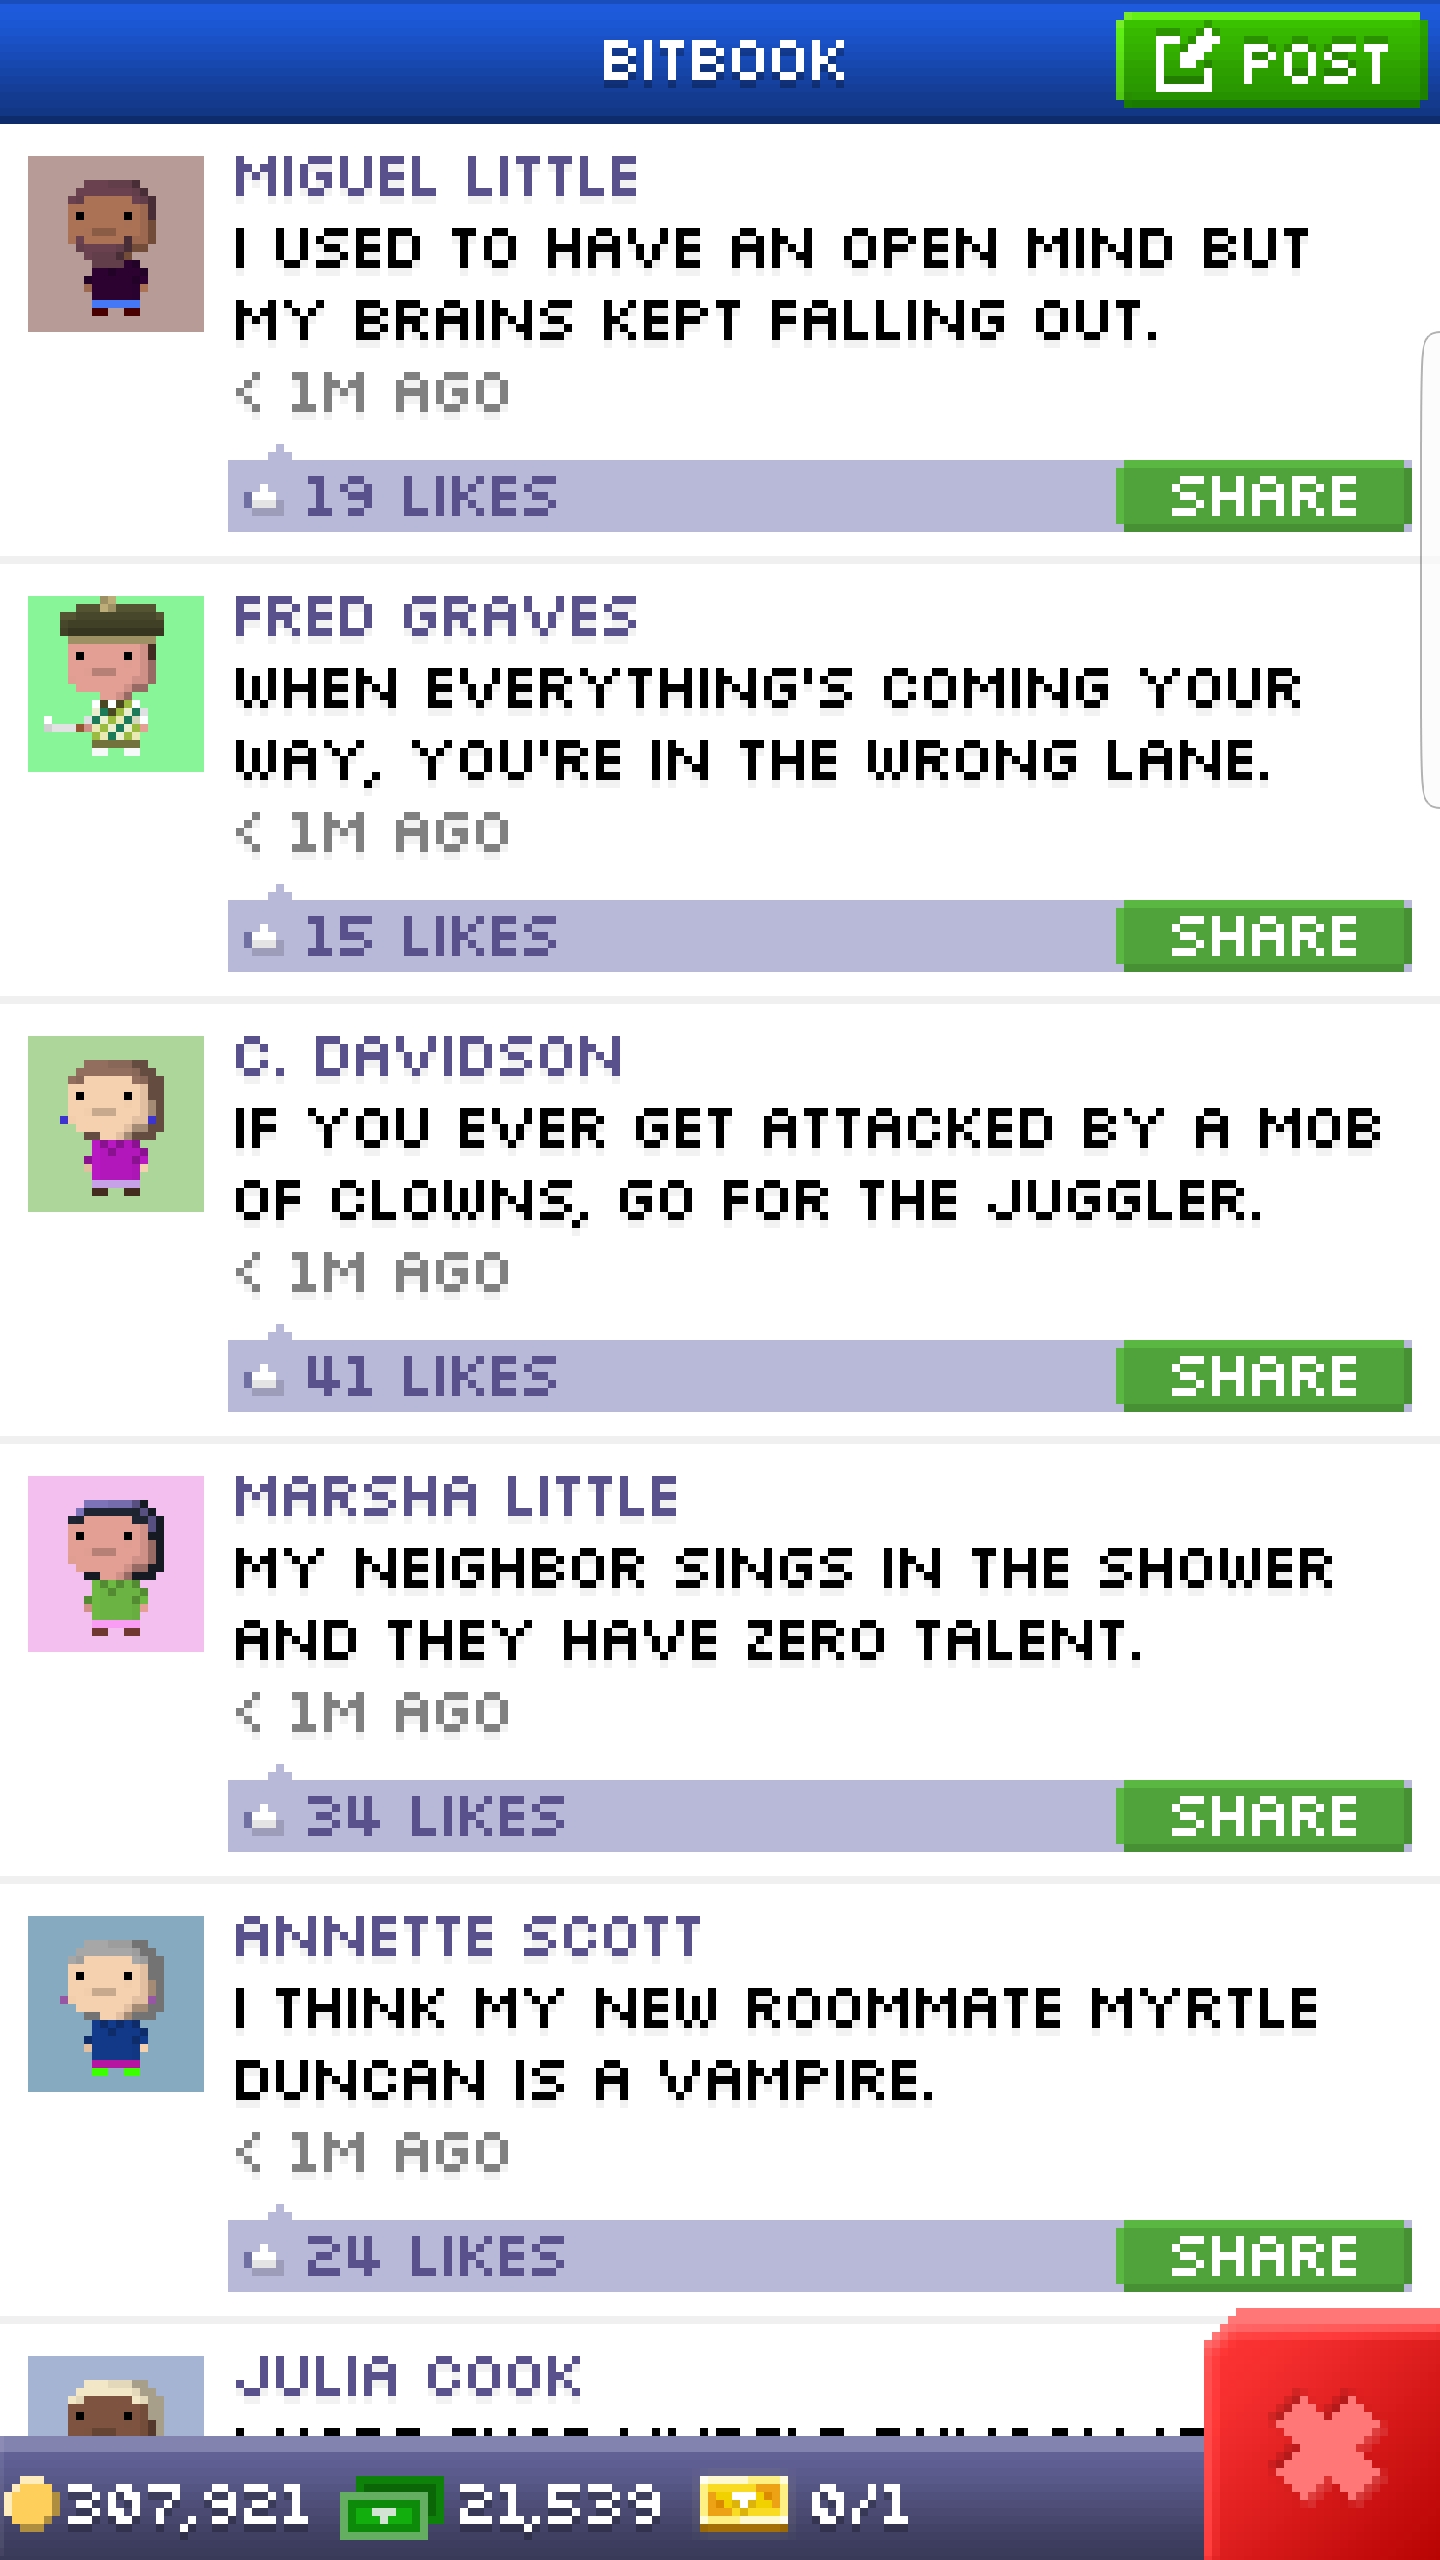 BITBOOK
POST
MIGUEL LITTLE
I USED TO HAVE AN OPEN MIND BUT
MY BRAINS KEPT FALLING OUT.
< 1M AGO
19 LIKES
SHARE
FRED GRAVES
WHEN EVERYTHING'S COMING YOUR
WAY, YOU'RE IN THE WRONG LANE.
< 1M AGO
15 LIKES
SHARE
C. DAVIDSON
IF YOU EVER GET ATTACKED BY A MOB
OF CLOWNS, GO FOR THE JUGGLER.
< 1M AGO
41 LIKES
SHARE
MARSHA LITTLE
MY NEIGHBOR SINGS IN THE SHOWER
AND THEY HAVE ZERO TALENT.
< 1M AGO
34 LIKES
SHARE
ANNETTE SCOTT
I THINK MY NEW ROOMMATE MYRTLE
DUNCAN IS A VAMPIRE.
< 1M AGO
24 LIKES
SHARE
JULIA COOK
307,921
21,539
0/1